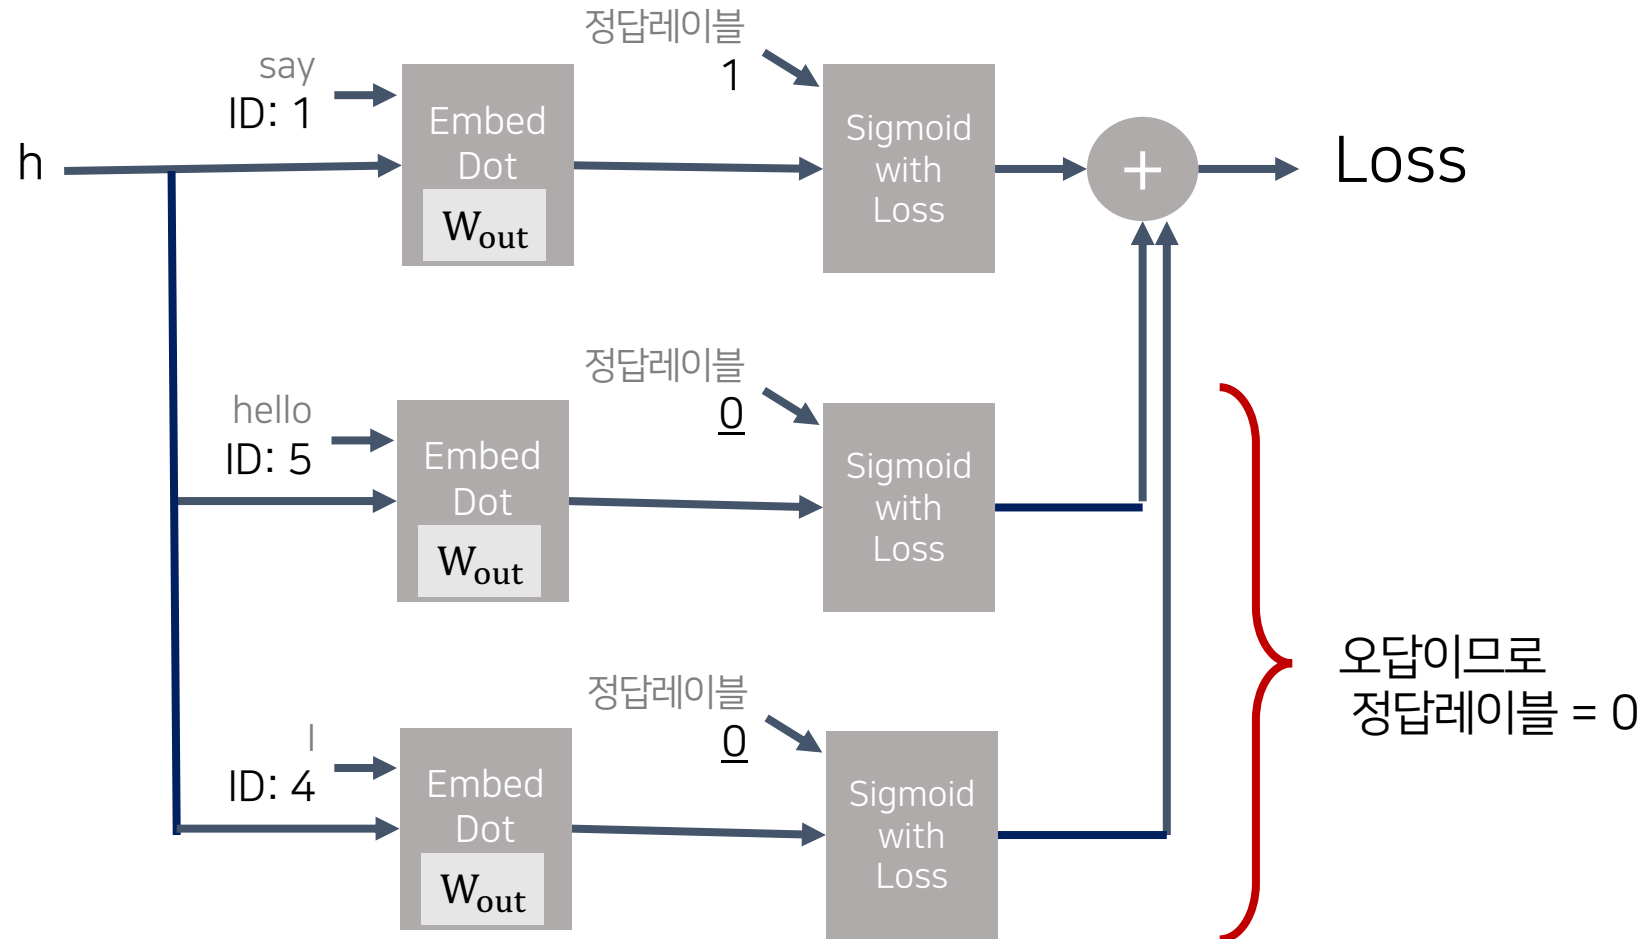 정답레이블
1
say
ID: 1
h
Embed
Dot
Wout
Sigmoid
with
Loss
+
Loss
정답레이블
0
hello
ID: 5
Embed
Dot
Wout
Sigmoid
with
Loss
정답레이블
0
I
ID: 4
Embed
Dot
Wout
Sigmoid
with
Loss
오답이므로
정답레이블 = 0